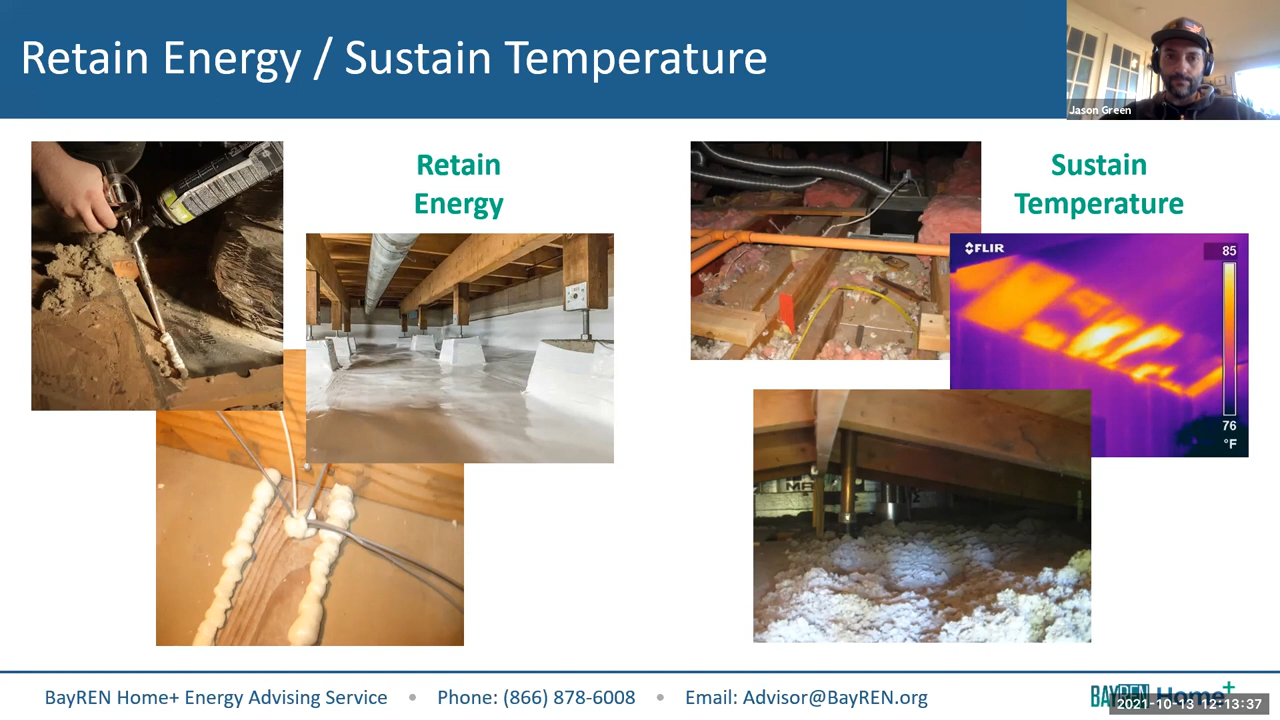 Retain Energy / Sustain Temperature
Jason Green
Retain
Energy
Sustain
Temperature
FLIR
85
76
°F
BayREN Home+ Energy Advising Service • Phone: (866) 878-6008 • Email: Advisor@BayREN.org
BAYREN Home+
2021-10-13 12:13:37